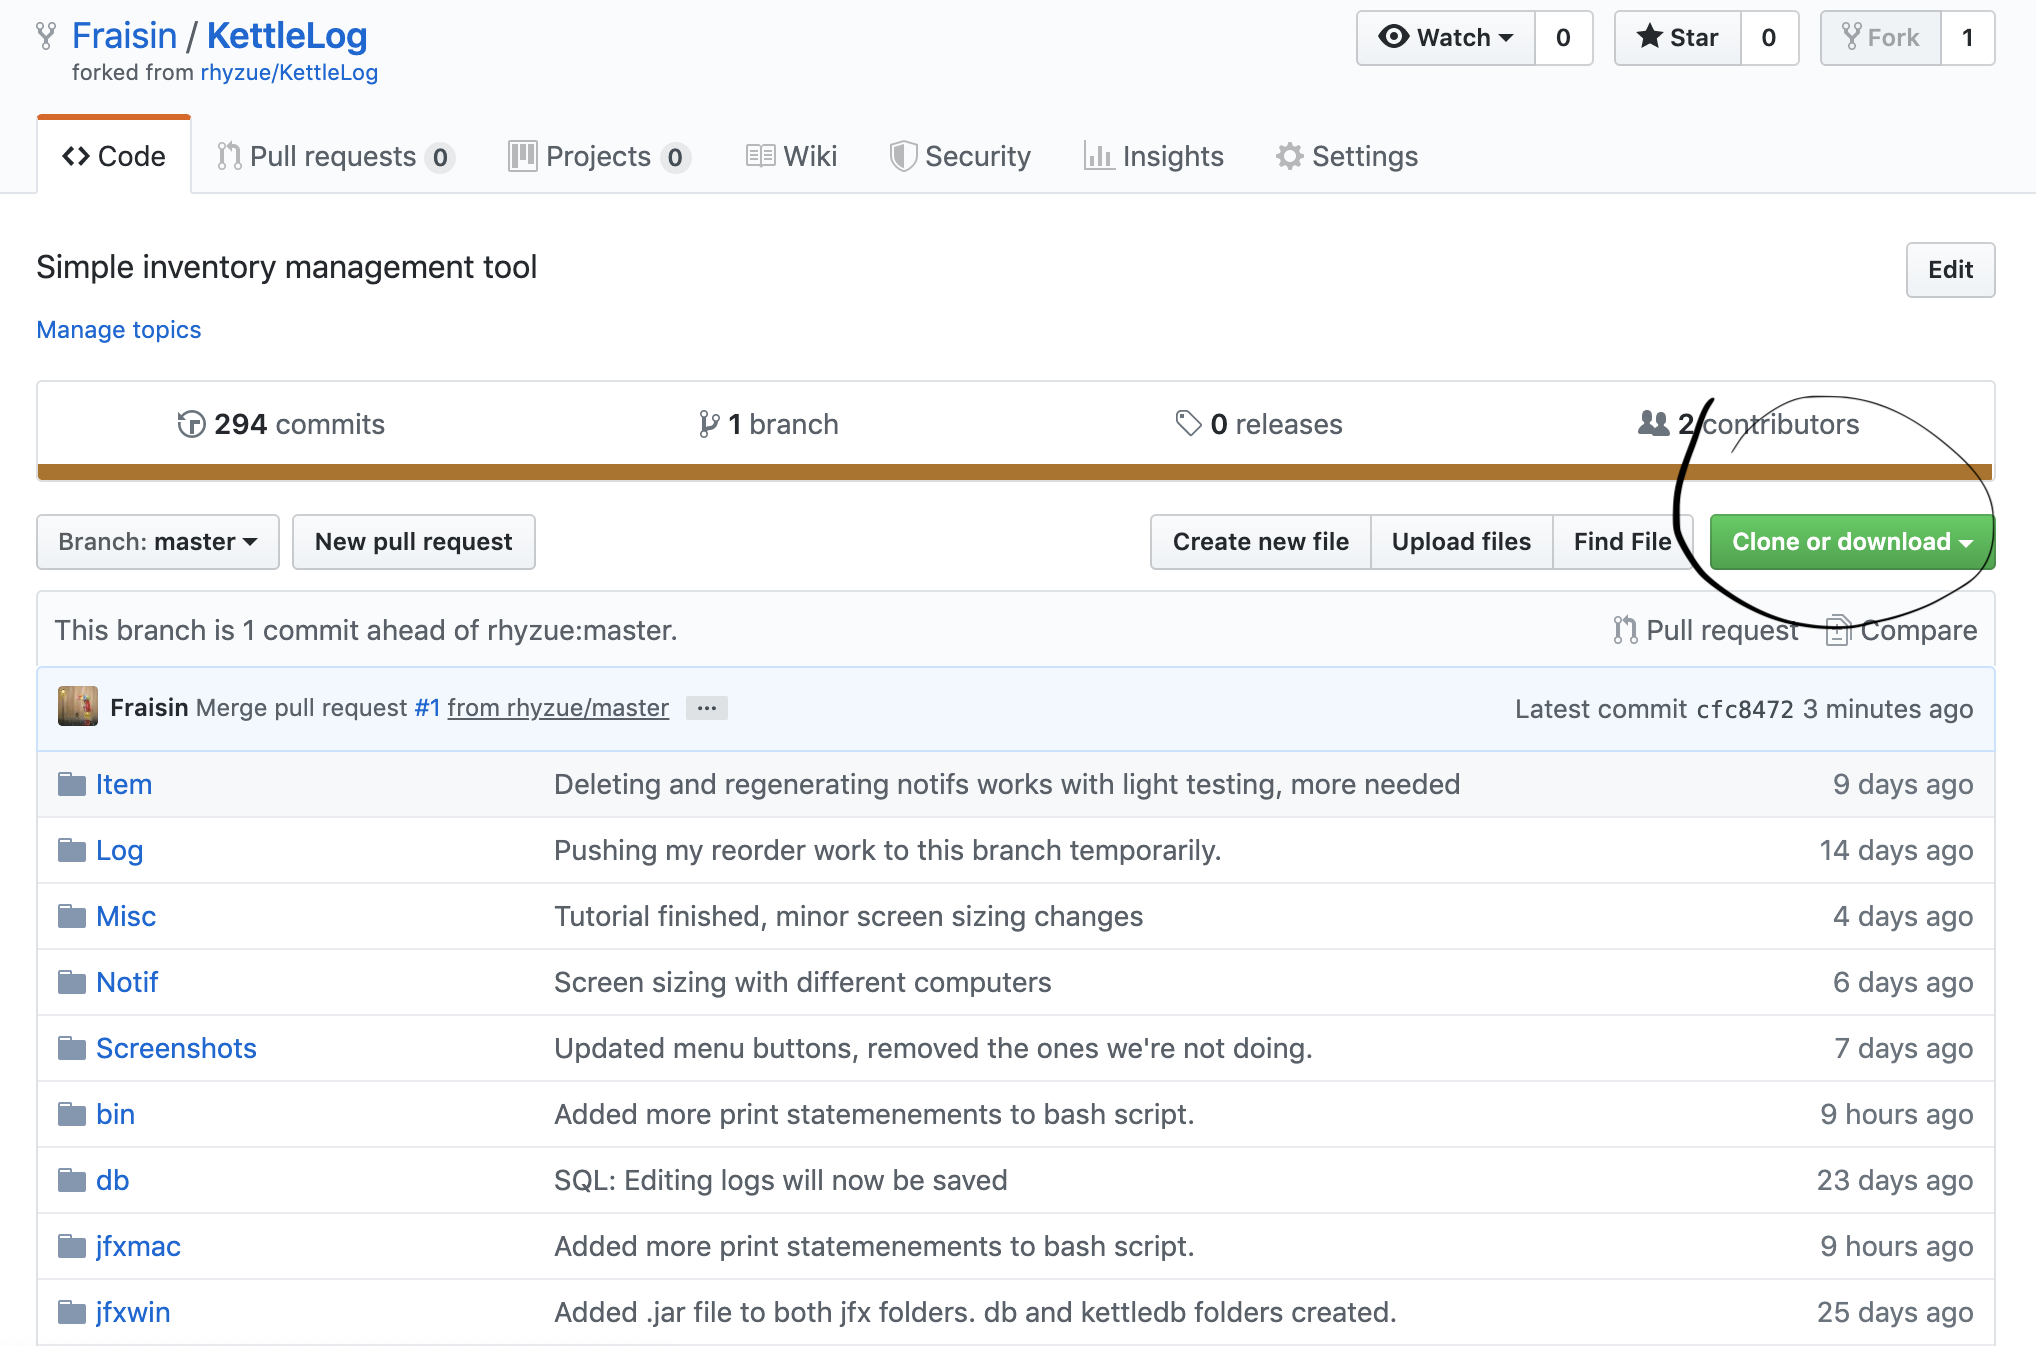 Fraisin / KettleLog
forked from rhyzue/KettleLog
Watch 0 Star 0 Fork 1
Code Pull requests 0 Projects 0 Wiki Security Insights Settings
Simple inventory management tool
Edit
Manage topics
294 commits 1 branch 0 releases 2 contributors
Branch: master New pull request Create new file Upload files Find File Clone or download
This branch is 1 commit ahead of rhyzue:master. Pull request Compare
Fraisin Merge pull request #1 from rhyzue/master ... Latest commit cfc8472 3 minutes ago
Item Deleting and regenerating notifs works with light testing, more needed 9 days ago
Log Pushing my reorder work to this branch temporarily. 14 days ago
Misc Tutorial finished, minor screen sizing changes 4 days ago
Notif Screen sizing with different computers 6 days ago
Screenshots Updated menu buttons, removed the ones we're not doing. 7 days ago
bin Added more print statemenements to bash script. 9 hours ago
db SQL: Editing logs will now be saved 23 days ago
jfxmac Added more print statemenements to bash script. 9 hours ago
jfxwin Added .jar file to both jfx folders. db and kettledb folders created. 25 days ago